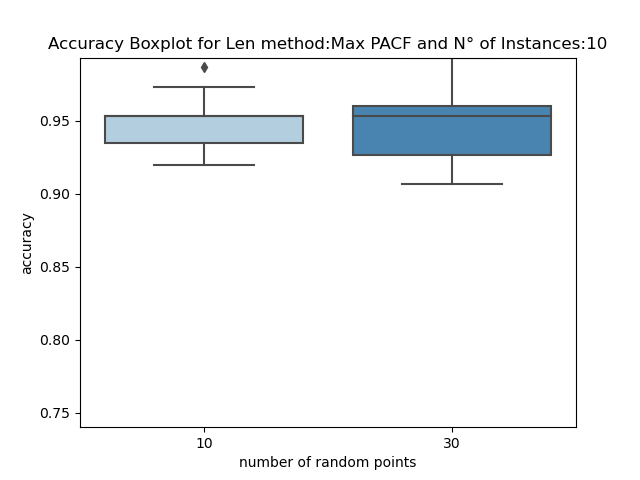 Accuracy Boxplot for Len method:Max PACF and N° of Instances:10
0.95
0.90
0.85
0.80
0.75
accuracy
10 30
number of random points